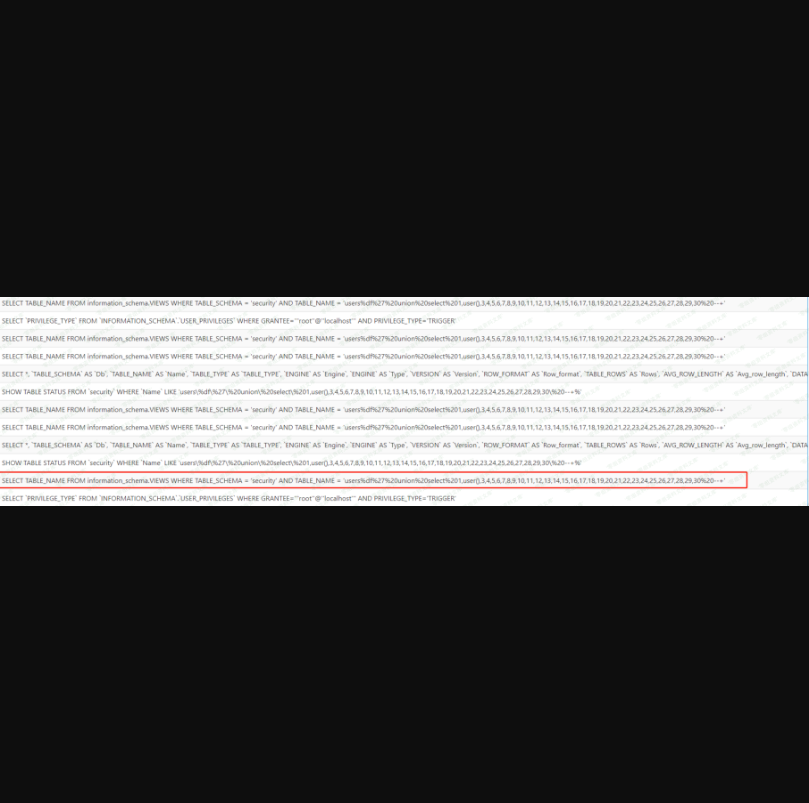 SELECT TABLE_NAME FROM information_schema.VIEWS WHERE TABLE_SCHEMA = 'security' AND TABLE_NAME = 'users%df%27%20union%20select%201,user(),3,4,5,6,7,8,9,10,11,12,13,14,15,16,17,18,19,20,21,22,23,24,25,26,27,28,29,30%20--+'
SELECT `PRIVILEGE_TYPE` FROM `INFORMATION_SCHEMA`.`USER_PRIVILEGES` WHERE GRANTEE='''root''@''localhost''' AND PRIVILEGE_TYPE='TRIGGER'
SELECT TABLE_NAME FROM information_schema.VIEWS WHERE TABLE_SCHEMA = 'security' AND TABLE_NAME = 'users%df%27%20union%20select%201,user(),3,4,5,6,7,8,9,10,11,12,13,14,15,16,17,18,19,20,21,22,23,24,25,26,27,28,29,30%20--+'
SELECT TABLE_NAME FROM information_schema.VIEWS WHERE TABLE_SCHEMA = 'security' AND TABLE_NAME = 'users%df%27%20union%20select%201,user(),3,4,5,6,7,8,9,10,11,12,13,14,15,16,17,18,19,20,21,22,23,24,25,26,27,28,29,30%20--+'
SELECT *, `TABLE_SCHEMA` AS `Db`, `TABLE_NAME` AS `Name`, `TABLE_TYPE` AS `TABLE_TYPE`, `ENGINE` AS `Engine`, `ENGINE` AS `Type`, `VERSION` AS `Version`, `ROW_FORMAT` AS `Row_format`, `TABLE_ROWS` AS `Rows`, `AVG_ROW_LENGTH` AS `Avg_row_length`, `DATA
SHOW TABLE STATUS FROM `security` WHERE `Name` LIKE 'users\%df\%27\%20union\%20select\%201,user(),3,4,5,6,7,8,9,10,11,12,13,14,15,16,17,18,19,20,21,22,23,24,25,26,27,28,29,30\%20--+%'
SELECT TABLE_NAME FROM information_schema.VIEWS WHERE TABLE_SCHEMA = 'security' AND TABLE_NAME = 'users%df%27%20union%20select%201,user(),3,4,5,6,7,8,9,10,11,12,13,14,15,16,17,18,19,20,21,22,23,24,25,26,27,28,29,30%20--+'
SELECT TABLE_NAME FROM information_schema.VIEWS WHERE TABLE_SCHEMA = 'security' AND TABLE_NAME = 'users%df%27%20union%20select%201,user(),3,4,5,6,7,8,9,10,11,12,13,14,15,16,17,18,19,20,21,22,23,24,25,26,27,28,29,30%20--+'
SELECT *, `TABLE_SCHEMA` AS `Db`, `TABLE_NAME` AS `Name`, `TABLE_TYPE` AS `TABLE_TYPE`, `ENGINE` AS `Engine`, `ENGINE` AS `Type`, `VERSION` AS `Version`, `ROW_FORMAT` AS `Row_format`, `TABLE_ROWS` AS `Rows`, `AVG_ROW_LENGTH` AS `Avg_row_length`, `DATA
SHOW TABLE STATUS FROM `security` WHERE `Name` LIKE 'users\%df\%27\%20union\%20select\%201,user(),3,4,5,6,7,8,9,10,11,12,13,14,15,16,17,18,19,20,21,22,23,24,25,26,27,28,29,30\%20--+%'
SELECT TABLE_NAME FROM information_schema.VIEWS WHERE TABLE_SCHEMA = 'security' AND TABLE_NAME = 'users%df%27%20union%20select%201,user(),3,4,5,6,7,8,9,10,11,12,13,14,15,16,17,18,19,20,21,22,23,24,25,26,27,28,29,30%20--+'
SELECT `PRIVILEGE_TYPE` FROM `INFORMATION_SCHEMA`.`USER_PRIVILEGES` WHERE GRANTEE='''root''@''localhost''' AND PRIVILEGE_TYPE='TRIGGER'